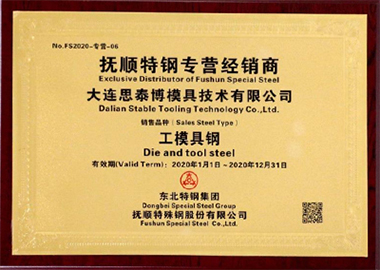 No.FS2020-专营-06
抚顺特钢专营经销商
Exclusive Distributor of Fushun Special Steel
大连思泰博模具技术有限公司
Dalian Stable Tooling Technology Co.,Ltd.
销售品种（Sales Steel Type）
工模具钢
Die and tool steel
有效期(Valid Term)：2020年1月1日~2020年12月31日
东北特钢集团
Dongbei Special Steel Group
抚顺特殊钢股份有限公司
Fushun Special Steel Co.,Ltd.